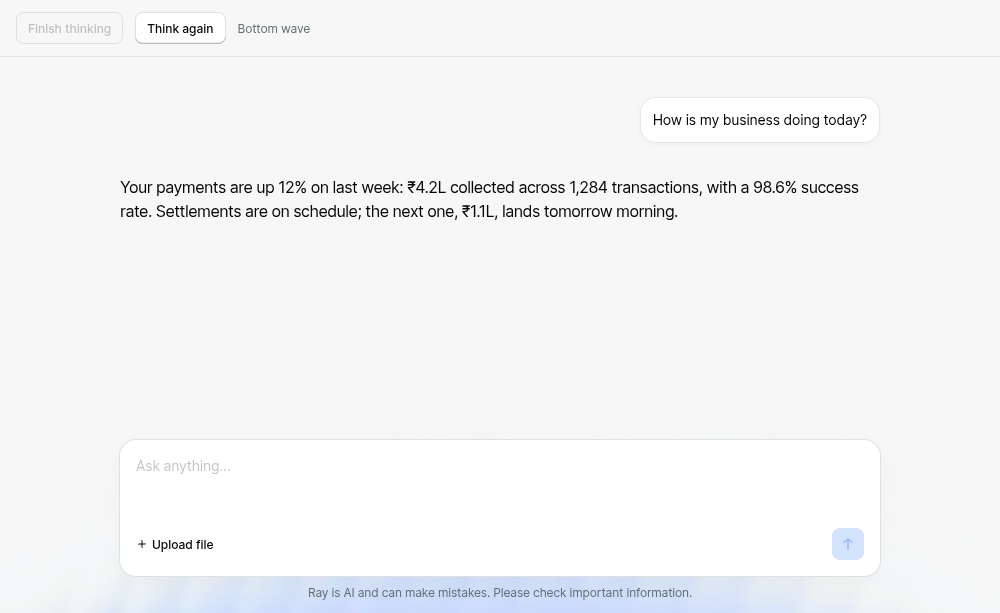 Finish thinking
Think again
Bottom wave
How is my business doing today?
Your payments are up 12% on last week: ₹4.2L collected across 1,284 transactions, with a 98.6% success
rate. Settlements are on schedule; the next one, ₹1.1L, lands tomorrow morning.
Ask anything...
+ Upload file
Ray is AI and can make mistakes. Please check important information.